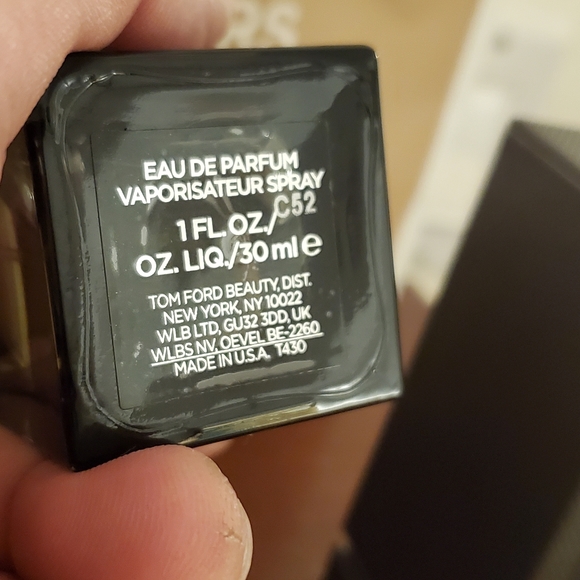 RS
EAU DE PARFUM
VAPORISATEUR SPRAY
C52
1 FL. OZ./
OZ. LIQ./30 ml e
TOM FORD BEAUTY, DIST.
NEW YORK, NY 10022
WLB LTD, GU32 3DD, UK
WLBS NV, OEVEL BE-2260
MADE IN U.S.A. T430